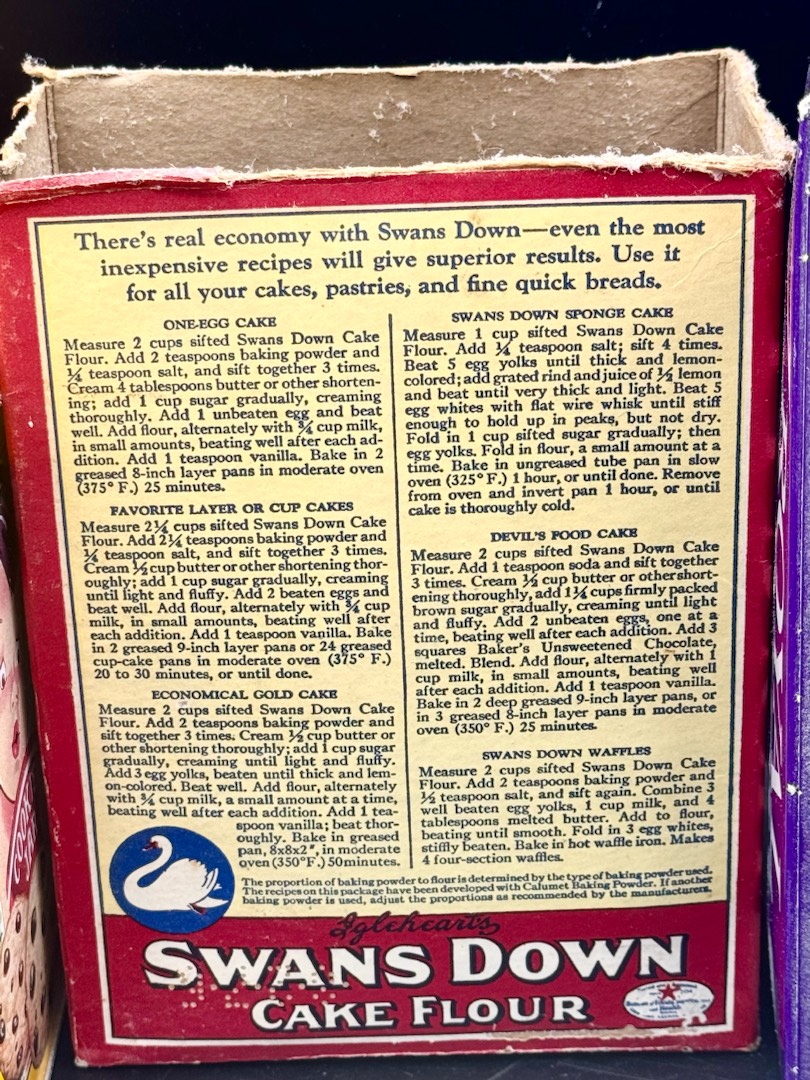 There's real economy with Swans Down—even the most
inexpensive recipes will give superior results. Use it
for all your cakes, pastries, and fine quick breads.
ONE-EGG CAKE
Measure 2 cups sifted Swans Down Cake
Flour. Add 2 teaspoons baking powder and
¼ teaspoon salt, and sift together 3 times.
Cream 4 tablespoons butter or other shorten-
ing; add 1 cup sugar gradually, creaming
thoroughly. Add 1 unbeaten egg and beat
well. Add flour, alternately with ¾ cup milk,
in small amounts, beating well after each ad-
dition. Add 1 teaspoon vanilla. Bake in 2
greased 8-inch layer pans in moderate oven
(375° F.) 25 minutes.
FAVORITE LAYER OR CUP CAKES
Measure 2¼ cups sifted Swans Down Cake
Flour. Add 2¼ teaspoons baking powder and
¼ teaspoon salt, and sift together 3 times.
Cream ½ cup butter or other shortening thor-
oughly; add 1 cup sugar gradually, creaming
until light and fluffy. Add 2 beaten eggs and
beat well. Add flour, alternately with ¾ cup
milk, in small amounts, beating well after
each addition. Add 1 teaspoon vanilla. Bake
in 2 greased 9-inch layer pans or 24 greased
cup-cake pans in moderate oven (375° F.)
20 to 30 minutes, or until done.
ECONOMICAL GOLD CAKE
Measure 2 cups sifted Swans Down Cake
Flour. Add 2 teaspoons baking powder and
sift together 3 times. Cream ½ cup butter or
other shortening thoroughly; add 1 cup sugar
gradually, creaming until light and fluffy.
Add 3 egg yolks, beaten until thick and lem-
on-colored. Beat well. Add flour, alternately
with ¾ cup milk, a small amount at a time,
beating well after each addition. Add 1 tea-
spoon vanilla; beat thor-
oughly. Bake in greased
pan, 8x8x2", in moderate
oven (350° F.) 50 minutes.
SWANS DOWN SPONGE CAKE
Measure 1 cup sifted Swans Down Cake
Flour. Add ¼ teaspoon salt; sift 4 times.
Beat 5 egg yolks until thick and lemon-
colored; add grated rind and juice of ½ lemon
and beat until very thick and light. Beat 5
egg whites with flat wire whisk until stiff
enough to hold up in peaks, but not dry.
Fold in 1 cup sifted sugar gradually; then
egg yolks. Fold in flour, a small amount at a
time. Bake in ungreased tube pan in slow
oven (325° F.) 1 hour, or until done. Remove
from oven and invert pan 1 hour, or until
cake is thoroughly cold.
DEVIL'S FOOD CAKE
Measure 2 cups sifted Swans Down Cake
Flour. Add 1 teaspoon soda and sift together
3 times. Cream ½ cup butter or other short-
ening thoroughly, add 1¼ cups firmly packed
brown sugar gradually, creaming until light
and fluffy. Add 2 unbeaten eggs, one at a
time, beating well after each addition. Add 3
squares Baker's Unsweetened Chocolate,
melted. Blend. Add flour, alternately with 1
cup milk, in small amounts, beating well
after each addition. Add 1 teaspoon vanilla.
Bake in 2 deep greased 9-inch layer pans, or
in 3 greased 8-inch layer pans in moderate
oven (350° F.) 25 minutes.
SWANS DOWN WAFFLES
Measure 2 cups sifted Swans Down Cake
Flour. Add 2 teaspoons baking powder and
½ teaspoon salt, and sift again. Combine 3
well beaten egg yolks, 1 cup milk, and 4
tablespoons melted butter. Add to flour,
beating until smooth. Fold in 3 egg whites,
stiffly beaten. Bake in hot waffle iron. Makes
4 four-section waffles.
The proportion of baking powder to flour is determined by the type of baking powder used.
The recipes on this package have been developed with Calumet Baking Powder. If another
baking powder is used, adjust the proportions as recommended by the manufacturers.
Igleheart's
SWANS DOWN
CAKE FLOUR